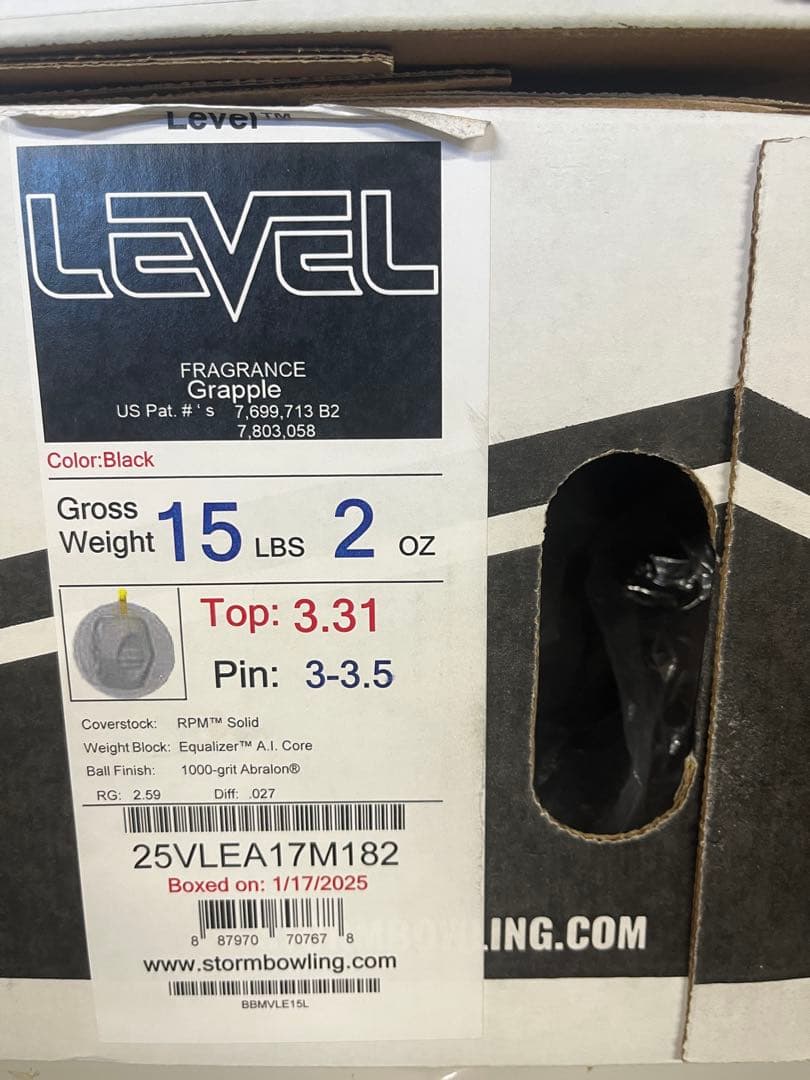 Level™
LEVEL
FRAGRANCE
Grapple
US Pat. # ' s 7,699,713 B2
7,803,058
Color:Black
Gross Weight 15 LBS 2 OZ
Top: 3.31
Pin: 3-3.5
Coverstock: RPM™ Solid
Weight Block: Equalizer™ A.I. Core
Ball Finish: 1000-grit Abralon®
RG: 2.59 Diff: .027
25VLEA17M182
Boxed on: 1/17/2025
8 87970 70767 8
MBOWLING.COM
www.stormbowling.com
BBMVLE15L